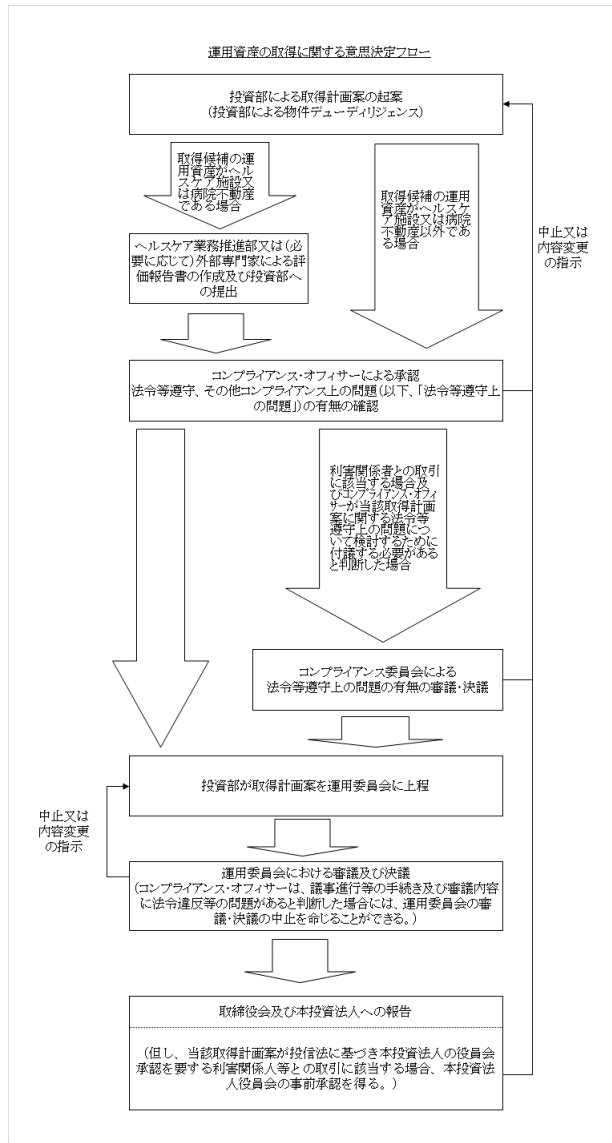 運用資産の取得に関する意思決定フロー
投資部による取得計画案の起案
(投資部による物件デューディリジェンス)
取得候補の運
用資産がヘル
スケア施設又
は病院不動産
である場合
取得候補の運用
資産がヘルスケ
ア施設又は病院
不動産以外であ
る場合
中止又は
内容変更
の指示
ヘルスケア業務推進部又は(必
要に応じて)外部専門家による評
価報告書の作成及び投資部へ
の提出
コンプライアンス・オフィサーによる承認
法令等遵守、その他コンプライアンス上の問題(以下、「法令等遵守上
の問題」)の有無の確認
利害関係者との取引
に該当する場合及
びコンプライアンス・オフィ
サーが当該取得計画
案に関する法令等
遵守上の問題につ
いて検討するために
付議する必要がある
と判断した場合
コンプライアンス委員会による
法令等遵守上の問題の有無の審議・決議
投資部が取得計画案を運用委員会に上程
中止又は
内容変更
の指示
運用委員会における審議及び決議
(コンプライアンス・オフィサーは、議事進行等の手続き及び審議内容
に法令違反等の問題があると判断した場合には、運用委員会の審
議・決議の中止を命じることができる。)
取締役会及び本投資法人への報告
(但し、当該取得計画案が投信法に基づき本投資法人の役員会
承認を要する利害関係人等との取引に該当する場合、本投資法
人役員会の事前承認を得る。)